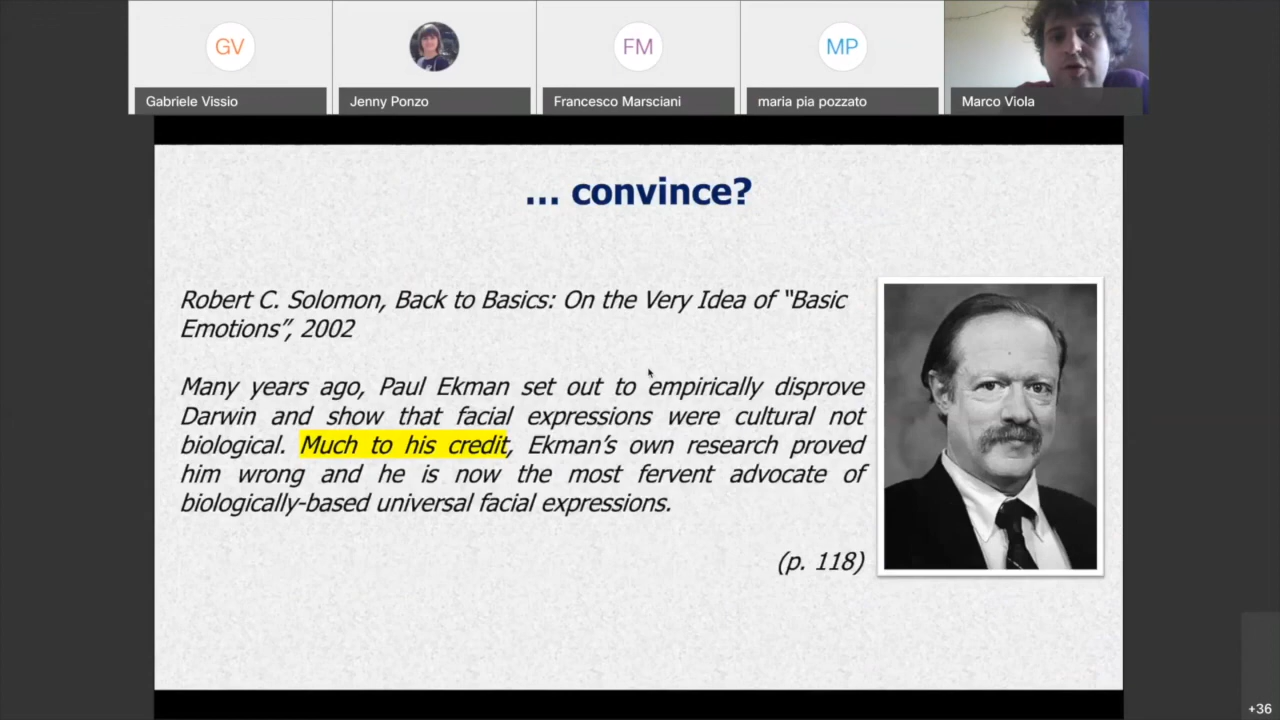 GV
FM
MP
Gabriele Vissio
Jenny Ponzo
Francesco Marsciani
maria pia pozzato
Marco Viola
... convince?
Robert C. Solomon, Back to Basics: On the Very Idea of “Basic
Emotions”, 2002
Many years ago, Paul Ekman set out to empirically disprove
Darwin and show that facial expressions were cultural not
biological. Much to his credit, Ekman’s own research proved
him wrong and he is now the most fervent advocate of
biologically-based universal facial expressions.
(p. 118)
+36